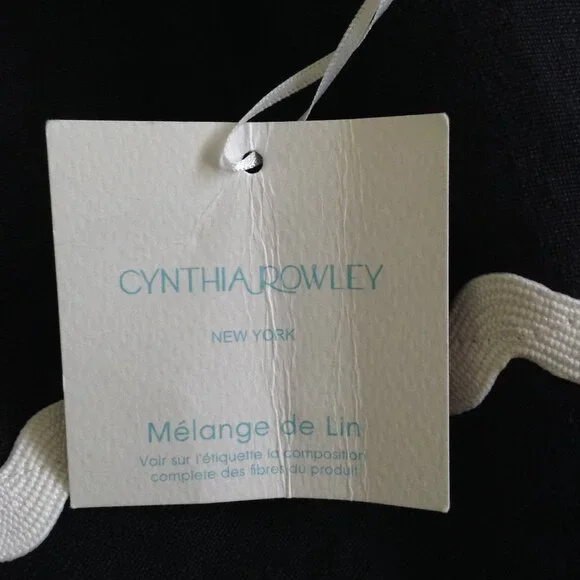 CYNTHIA ROWLEY
NEW YORK
Mélange de Lin
Voir sur l'étiquette la composition
complete des fibres du produit